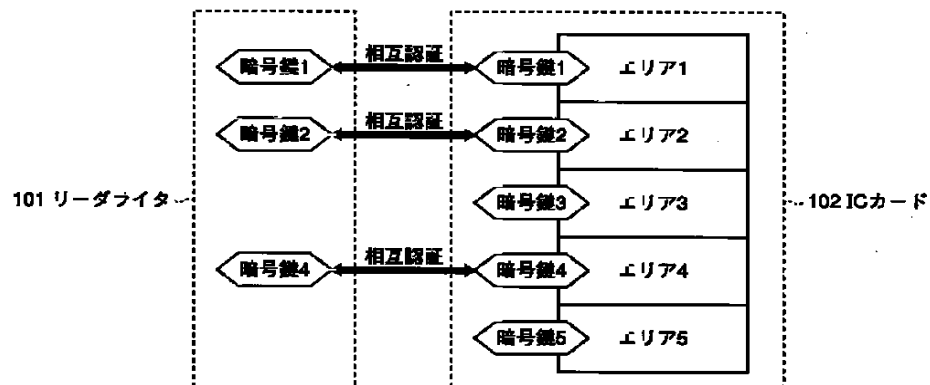 暗号鍵1 相互認証 暗号鍵1 エリア1
暗号鍵2 相互認証 暗号鍵2 エリア2
暗号鍵3 エリア3
101 リーダライタ 102 ICカード
暗号鍵4 相互認証 暗号鍵4 エリア4
暗号鍵5 エリア5